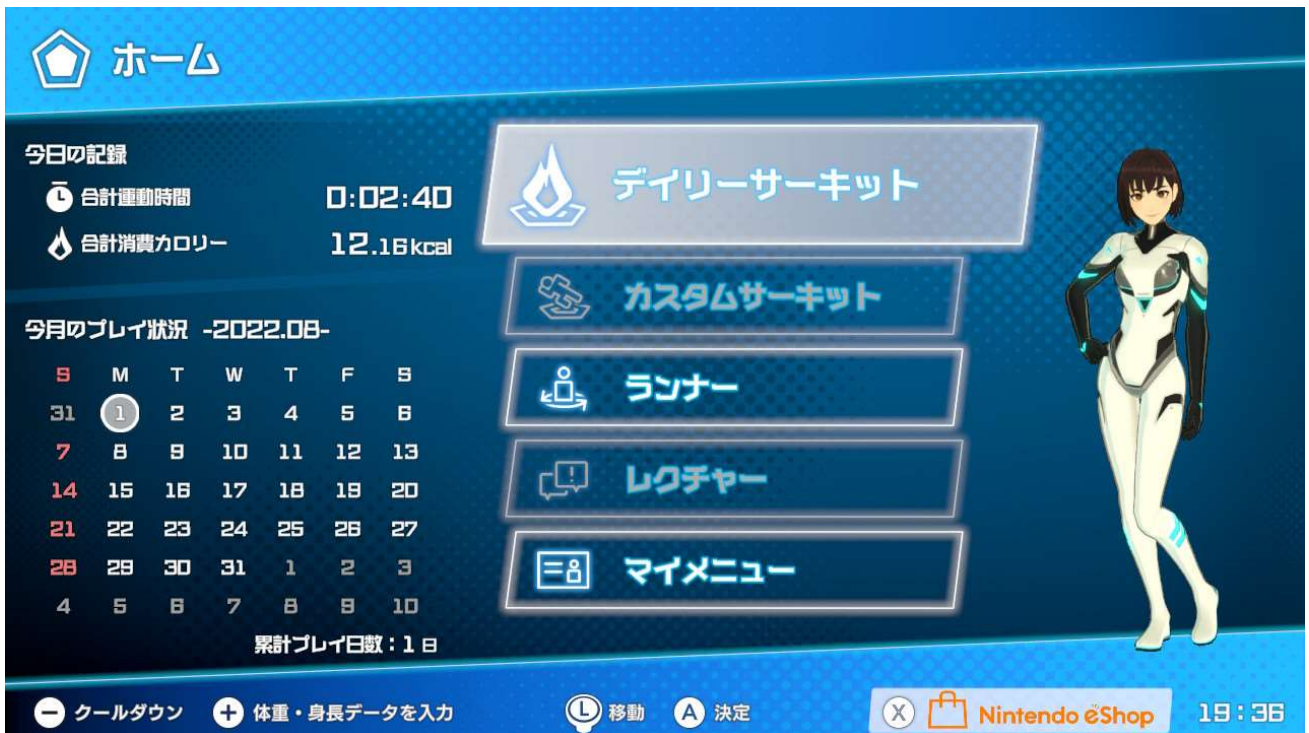 ホーム
今日の記録
合計運動時間 0:02:40
合計消費カロリー 12.16kcal
今月のプレイ状況 -2022.08-
S M T W T F S
31 1 2 3 4 5 6
7 8 9 10 11 12 13
14 15 16 17 18 19 20
21 22 23 24 25 26 27
28 29 30 31 1 2 3
4 5 6 7 8 9 10
累計プレイ日数：1日
デイリーサーキット
カスタムサーキット
ランナー
レクチャー
マイメニュー
- クールダウン + 体重・身長データを入力 L 移動 A 決定 X Nintendo eShop 19:36